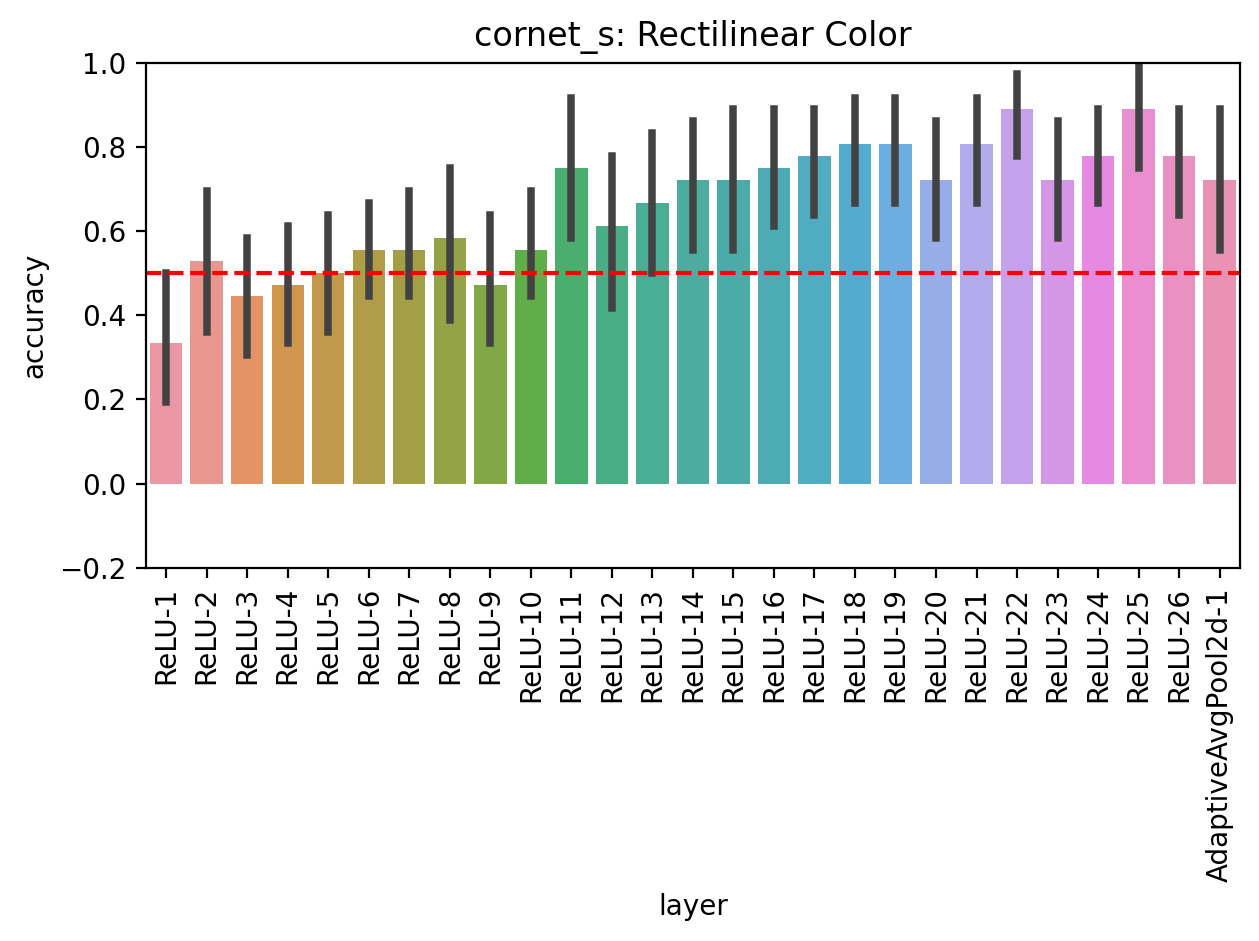 cornet_s: Rectilinear Color
1.0
0.8
0.6
0.4
0.2
0.0
−0.2
accuracy
ReLU-1
ReLU-2
ReLU-3
ReLU-4
ReLU-5
ReLU-6
ReLU-7
ReLU-8
ReLU-9
ReLU-10
ReLU-11
ReLU-12
ReLU-13
ReLU-14
ReLU-15
ReLU-16
ReLU-17
ReLU-18
ReLU-19
ReLU-20
ReLU-21
ReLU-22
ReLU-23
ReLU-24
ReLU-25
ReLU-26
AdaptiveAvgPool2d-1
layer